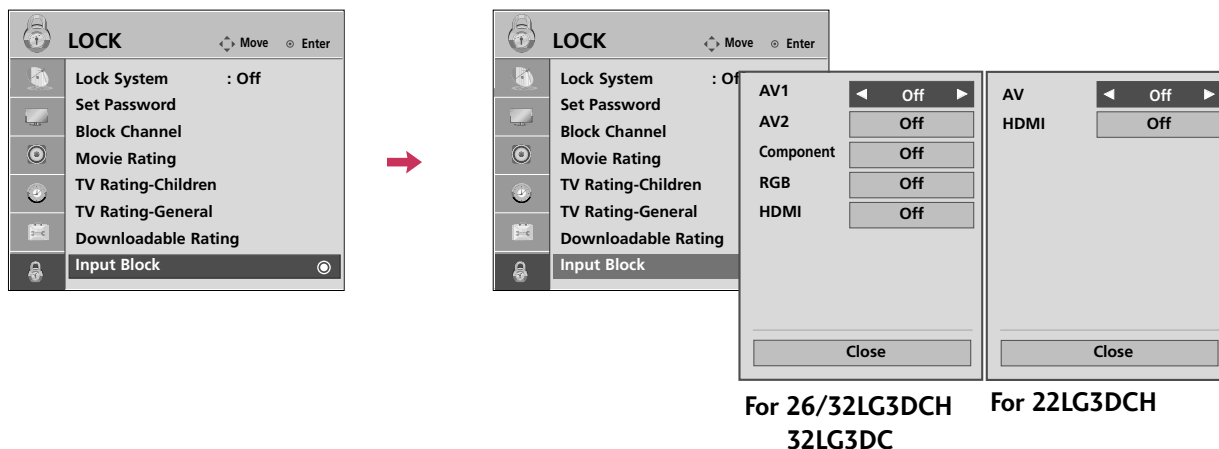 LOCK Move Enter
Lock System : Off
Set Password
Block Channel
Movie Rating
TV Rating-Children
TV Rating-General
Downloadable Rating
Input Block
LOCK Move Enter
Lock System : Of
Set Password
Block Channel
Movie Rating
TV Rating-Children
TV Rating-General
Downloadable Rating
Input Block
AV1 Off
AV2 Off
Component Off
RGB Off
HDMI Off
Close
For 26/32LG3DCH
32LG3DC
AV Off
HDMI Off
Close
For 22LG3DCH